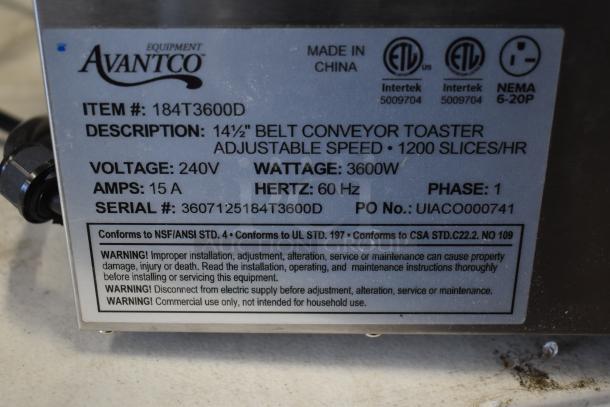 EQUIPMENT
AVANTCO
MADE IN
CHINA
ETL US
Intertek
5009704
ETL
Intertek
5009704
NEMA
6-20P
ITEM #: 184T3600D
DESCRIPTION: 14½" BELT CONVEYOR TOASTER
ADJUSTABLE SPEED • 1200 SLICES/HR
VOLTAGE: 240V WATTAGE: 3600W
AMPS: 15 A HERTZ: 60 Hz PHASE: 1
SERIAL #: 3607125184T3600D PO No.: UIACO000741
Conforms to NSF/ANSI STD. 4 • Conforms to UL STD. 197 • Conforms to CSA STD.C22.2, NO 109
WARNING! Improper installation, adjustment, alteration, service or maintenance can cause property
damage, injury or death. Read the installation, operating, and maintenance instructions thoroughly
before installing or servicing this equipment.
WARNING! Disconnect from electric supply before adjustment, alteration, service or maintenance.
WARNING! Commercial use only, not intended for household use.